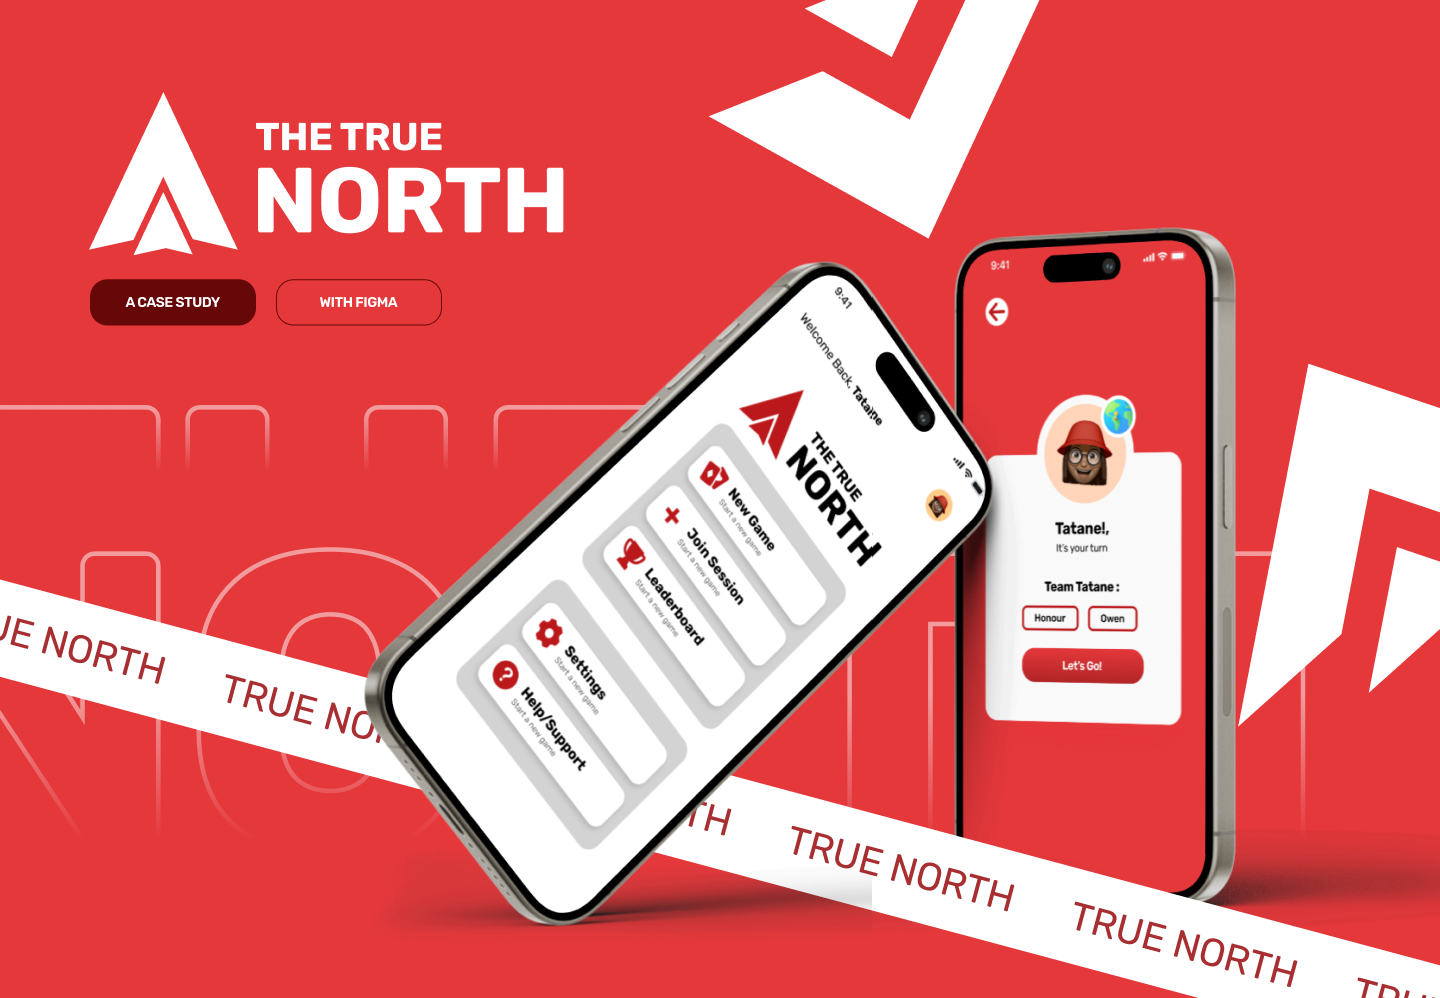 THE TRUE
NORTH
A CASE STUDY
WITH FIGMA
9:41
Welcome Back, Tatane
THE TRUE
NORTH
New Game
Start a new game
Join Session
Start a new game
Leaderboard
Start a new game
Settings
Start a new game
Help/Support
Start a new game
?
9:41
Tatane!,
It's your turn
Team Tatane :
Honour
Owen
Let's Go!
UE NORTH
TRUE NO
TH
TRUE NORTH
TRUE NORTH
TRU